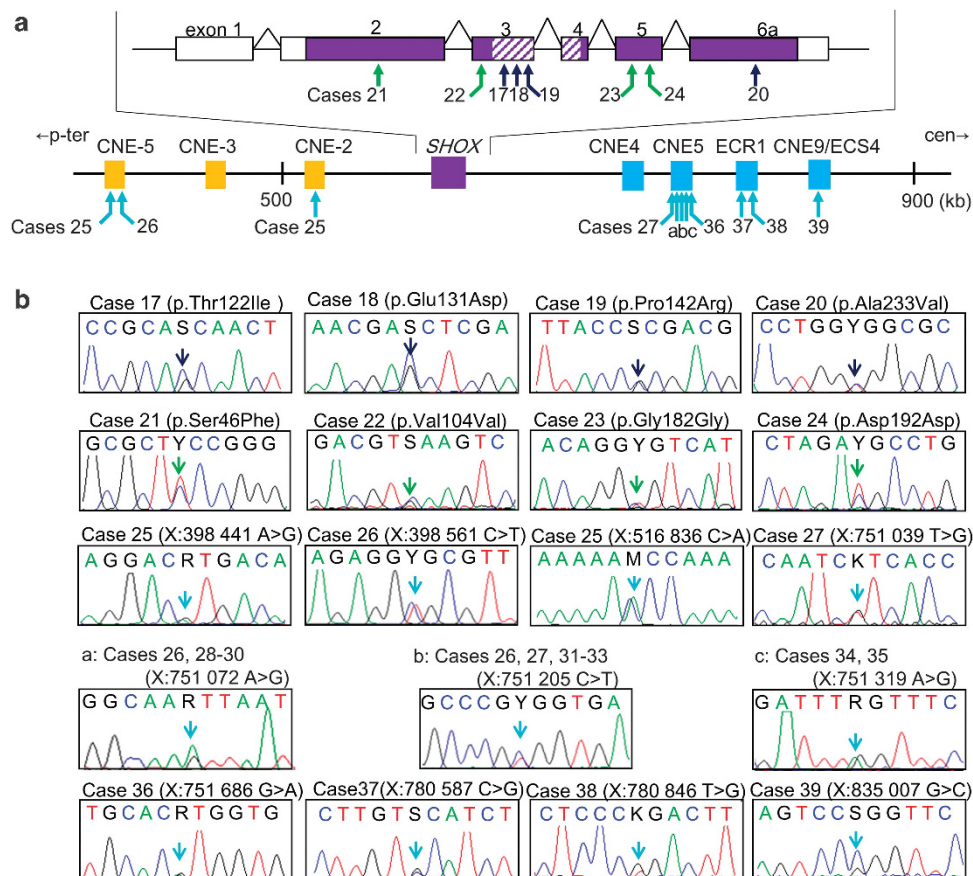 a
exon 1 2 3 4 5 6a
Cases 21 22 17 18 19 23 24 20
←p-ter cen→
CNE-5 CNE-3 CNE-2 SHOX CNE4 CNE5 ECR1 CNE9/ECS4
500 900 (kb)
Cases 25 26 Case 25 Cases 27 abc 36 37 38 39
b
Case 17 (p.Thr122Ile ) Case 18 (p.Glu131Asp) Case 19 (p.Pro142Arg) Case 20 (p.Ala233Val)
CCGCASCAACT AACGASCTCGA TTACCSCGACG CCTGGYGGCGC
Case 21 (p.Ser46Phe) Case 22 (p.Val104Val) Case 23 (p.Gly182Gly) Case 24 (p.Asp192Asp)
GCGCTYCCGGG GACGTSAAGTC ACAGGYGTCAT CTAGAYGCCTG
Case 25 (X:398 441 A>G) Case 26 (X:398 561 C>T) Case 25 (X:516 836 C>A) Case 27 (X:751 039 T>G)
AGGACRTGACA AGAGGYGCGTT AAAAAMCCAAA CAATCKTCACC
a: Cases 26, 28-30 b: Cases 26, 27, 31-33 c: Cases 34, 35
(X:751 072 A>G) (X:751 205 C>T) (X:751 319 A>G)
GGCAARTTAAT GCCCGYGGTGA GATTTRGTTTC
Case 36 (X:751 686 G>A) Case37(X:780 587 C>G) Case 38 (X:780 846 T>G) Case 39 (X:835 007 G>C)
TGCACRTGGTG CTTGTSCATCT CTCCCKGACTT AGTCCSGGTTC